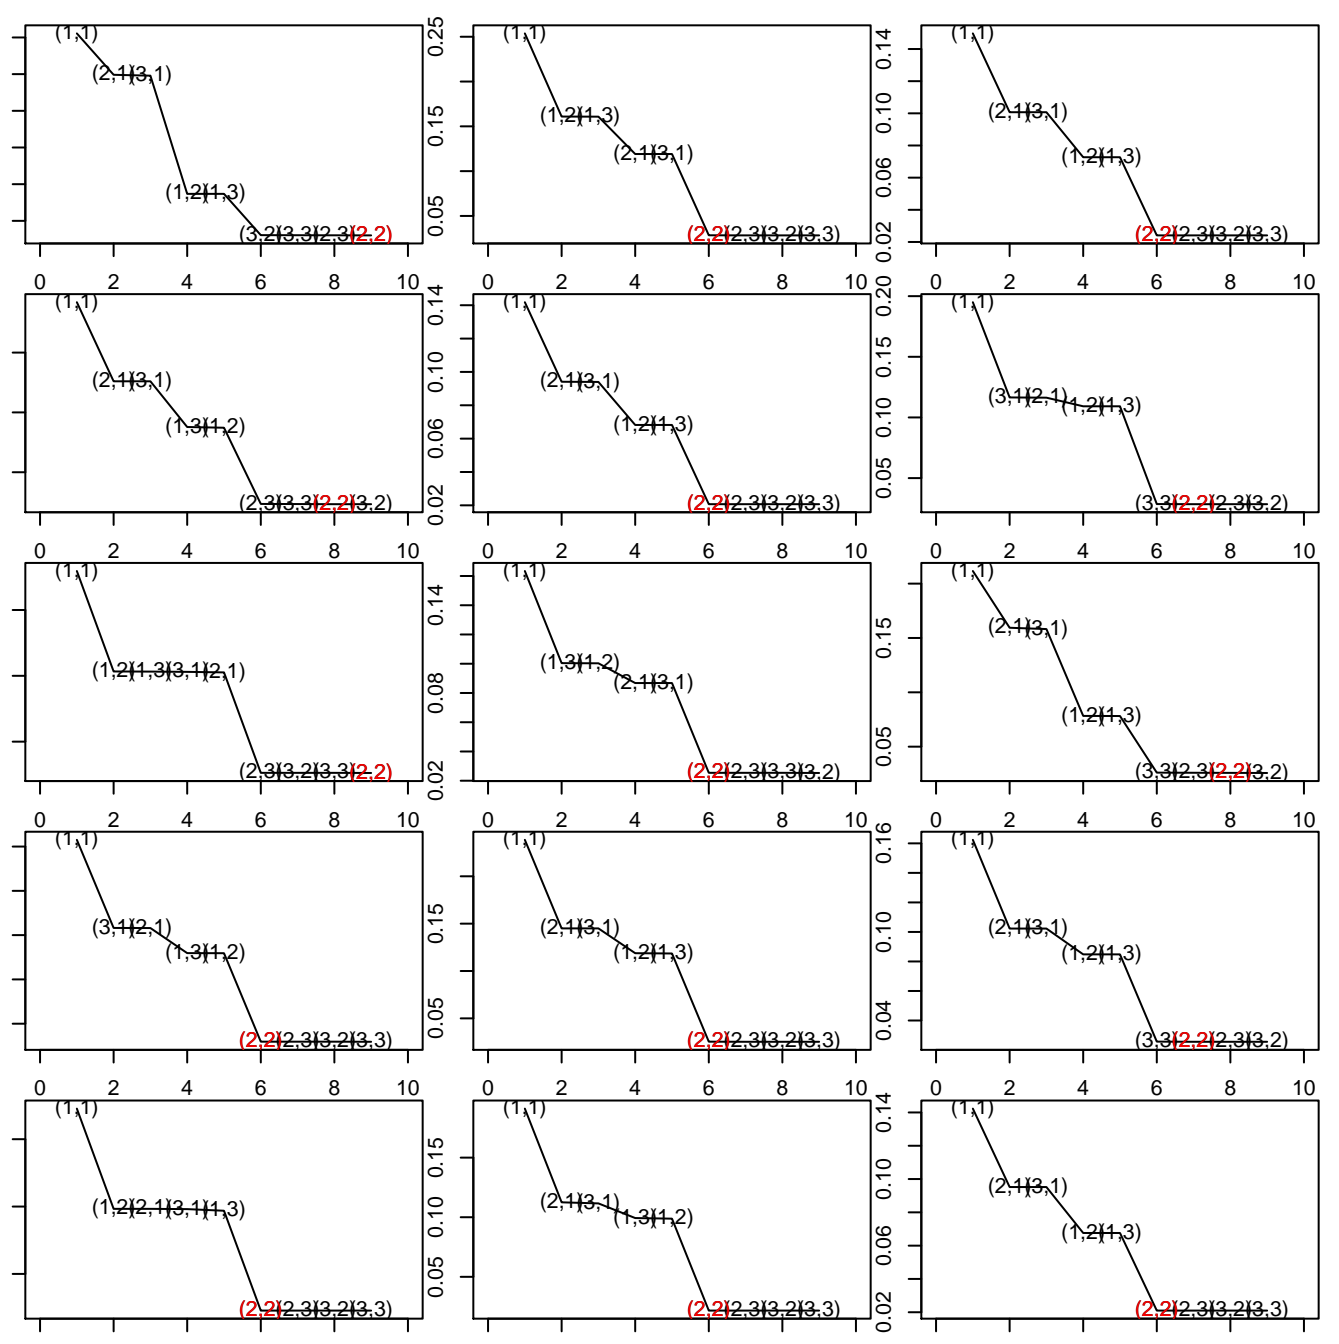 (1,1) (2,1) (3,1) (1,2) (1,3) (3,2) (3,3) (2,3) (2,2)
0 2 4 6 8 10
0.05 0.15 0.25
(1,1) (1,2) (1,3) (2,1) (3,1) (2,2) (2,3) (3,2) (3,3)
0 2 4 6 8 10
0.02 0.06 0.10 0.14
(1,1) (2,1) (3,1) (1,2) (1,3) (2,2) (2,3) (3,2) (3,3)
0 2 4 6 8 10
(1,1) (2,1) (3,1) (1,3) (1,2) (2,3) (3,3) (2,2) (3,2)
0 2 4 6 8 10
0.02 0.06 0.10 0.14
(1,1) (2,1) (3,1) (1,2) (1,3) (2,2) (2,3) (3,2) (3,3)
0 2 4 6 8 10
0.05 0.10 0.15 0.20
(1,1) (3,1) (2,1) (1,2) (1,3) (3,3) (2,2) (2,3) (3,2)
0 2 4 6 8 10
(1,1) (1,2) (1,3) (3,1) (2,1) (2,3) (3,2) (3,3) (2,2)
0 2 4 6 8 10
0.02 0.08 0.14
(1,1) (1,3) (1,2) (2,1) (3,1) (2,2) (2,3) (3,3) (3,2)
0 2 4 6 8 10
0.05 0.15
(1,1) (2,1) (3,1) (1,2) (1,3) (3,3) (2,3) (2,2) (3,2)
0 2 4 6 8 10
(1,1) (3,1) (2,1) (1,3) (1,2) (2,2) (2,3) (3,2) (3,3)
0 2 4 6 8 10
0.05 0.15
(1,1) (2,1) (3,1) (1,2) (1,3) (2,2) (2,3) (3,2) (3,3)
0 2 4 6 8 10
0.04 0.10 0.16
(1,1) (2,1) (3,1) (1,2) (1,3) (3,3) (2,2) (2,3) (3,2)
0 2 4 6 8 10
(1,1) (1,2) (2,1) (3,1) (1,3) (2,2) (2,3) (3,2) (3,3)
0.05 0.10 0.15
(1,1) (2,1) (3,1) (1,3) (1,2) (2,2) (2,3) (3,2) (3,3)
0.02 0.06 0.10 0.14
(1,1) (2,1) (3,1) (1,2) (1,3) (2,2) (2,3) (3,2) (3,3)